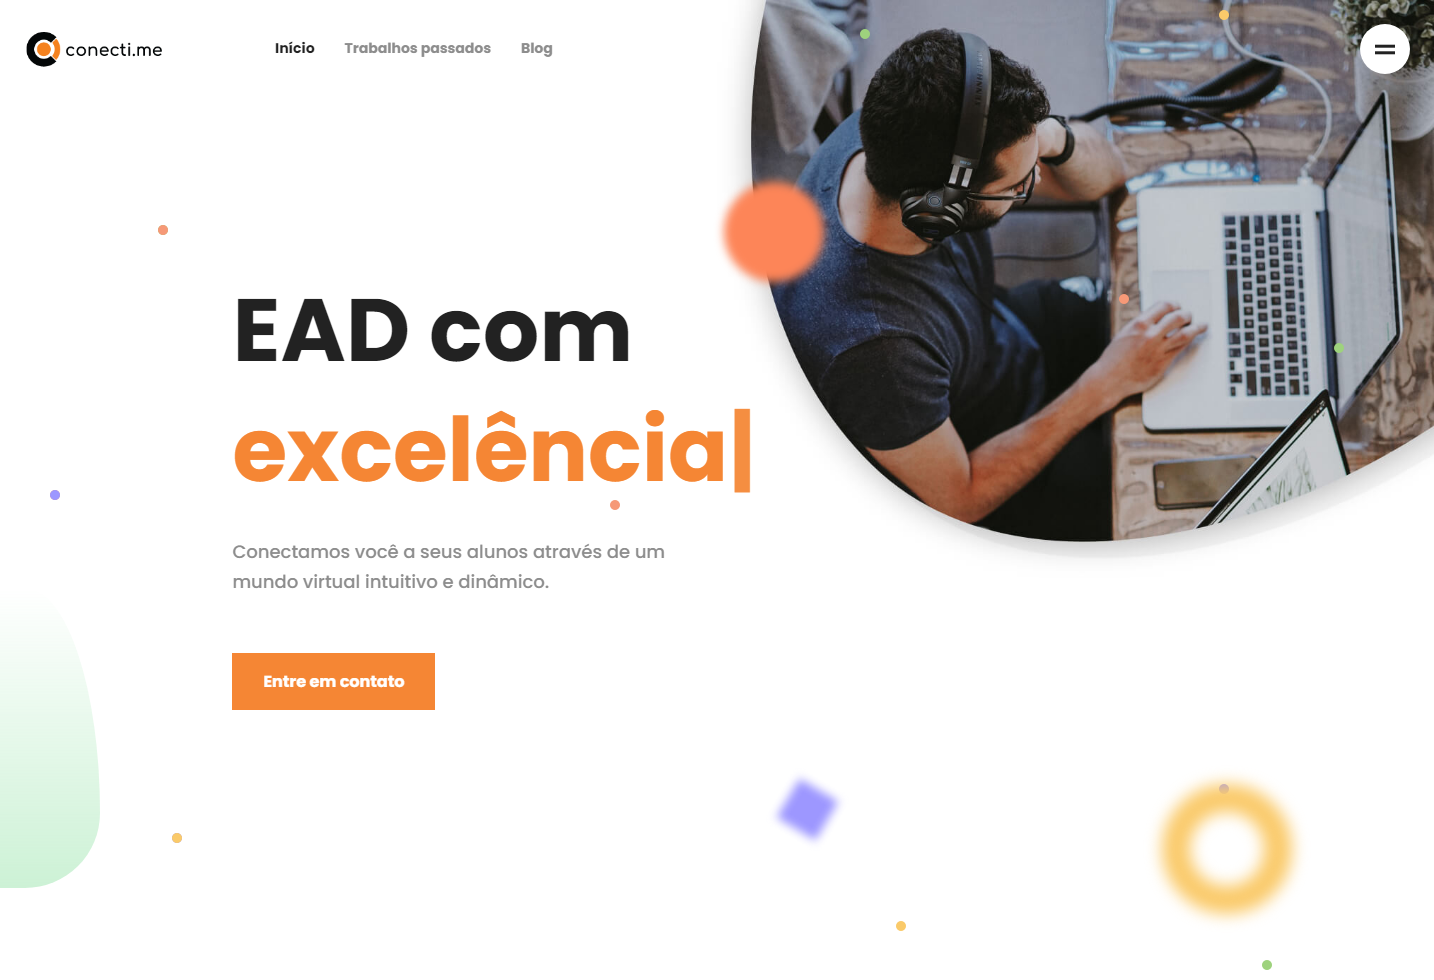 conecti.me
Início Trabalhos passados Blog
EAD com
excelência|
Conectamos você a seus alunos através de um
mundo virtual intuitivo e dinâmico.
Entre em contato